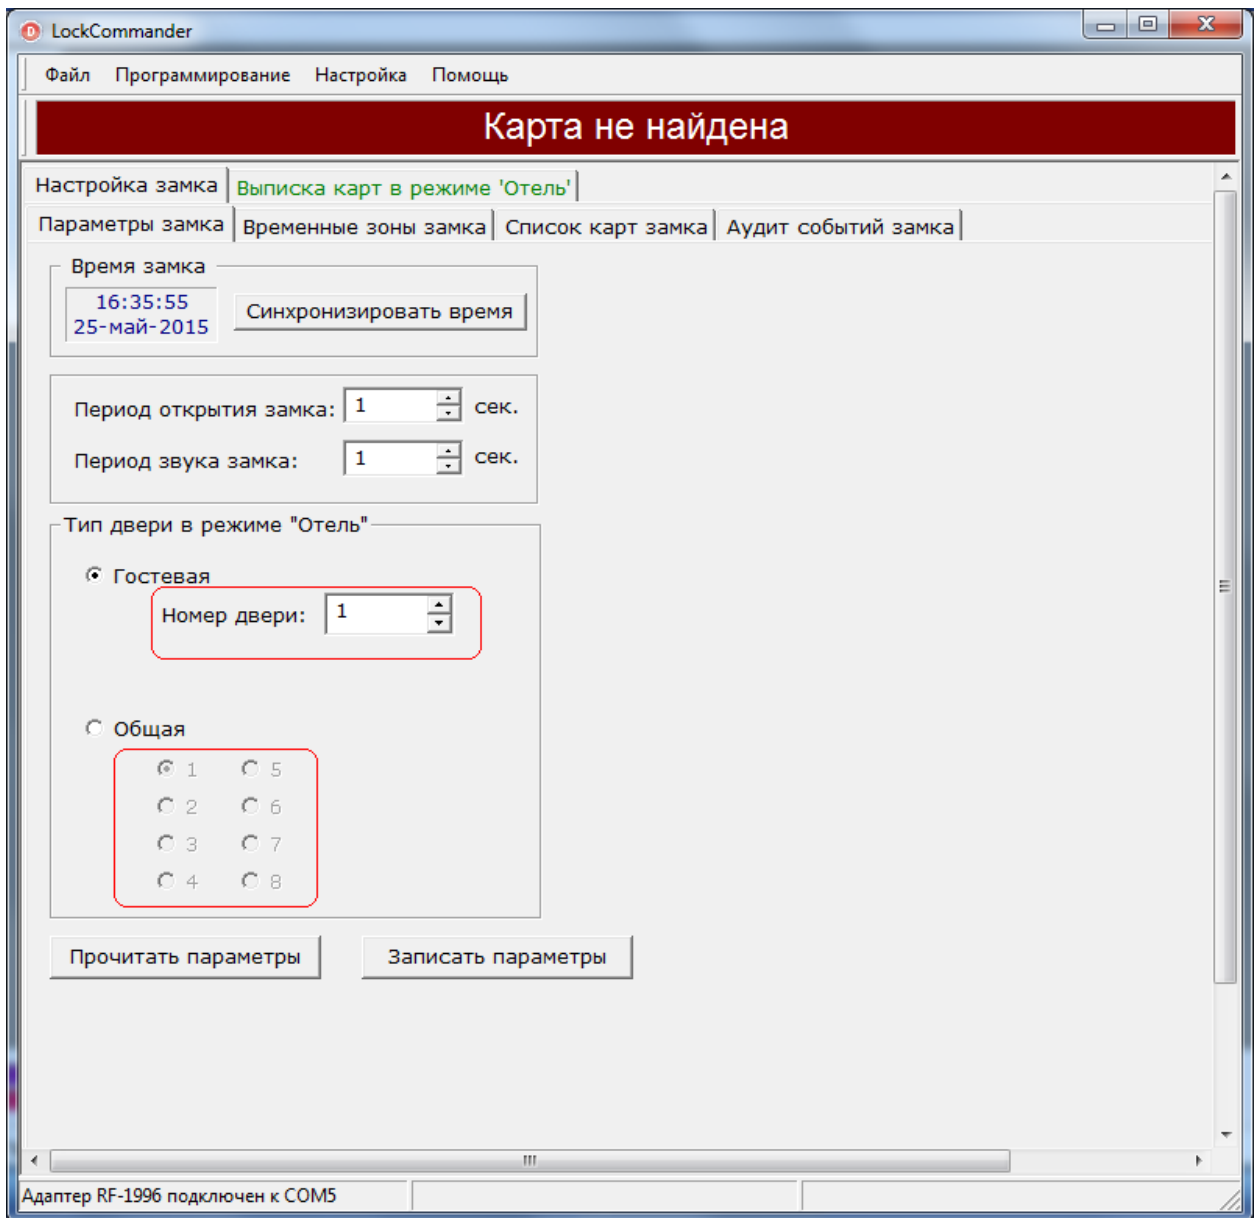 LockCommander
Файл Программирование Настройка Помощь
Карта не найдена
Настройка замка Выписка карт в режиме 'Отель'
Параметры замка Временные зоны замка Список карт замка Аудит событий замка
Время замка
16:35:55
25-май-2015
Синхронизировать время
Период открытия замка: 1 сек.
Период звука замка: 1 сек.
Тип двери в режиме "Отель"
Гостевая
Номер двери: 1
Общая
1 5
2 6
3 7
4 8
Прочитать параметры Записать параметры
Адаптер RF-1996 подключен к COM5